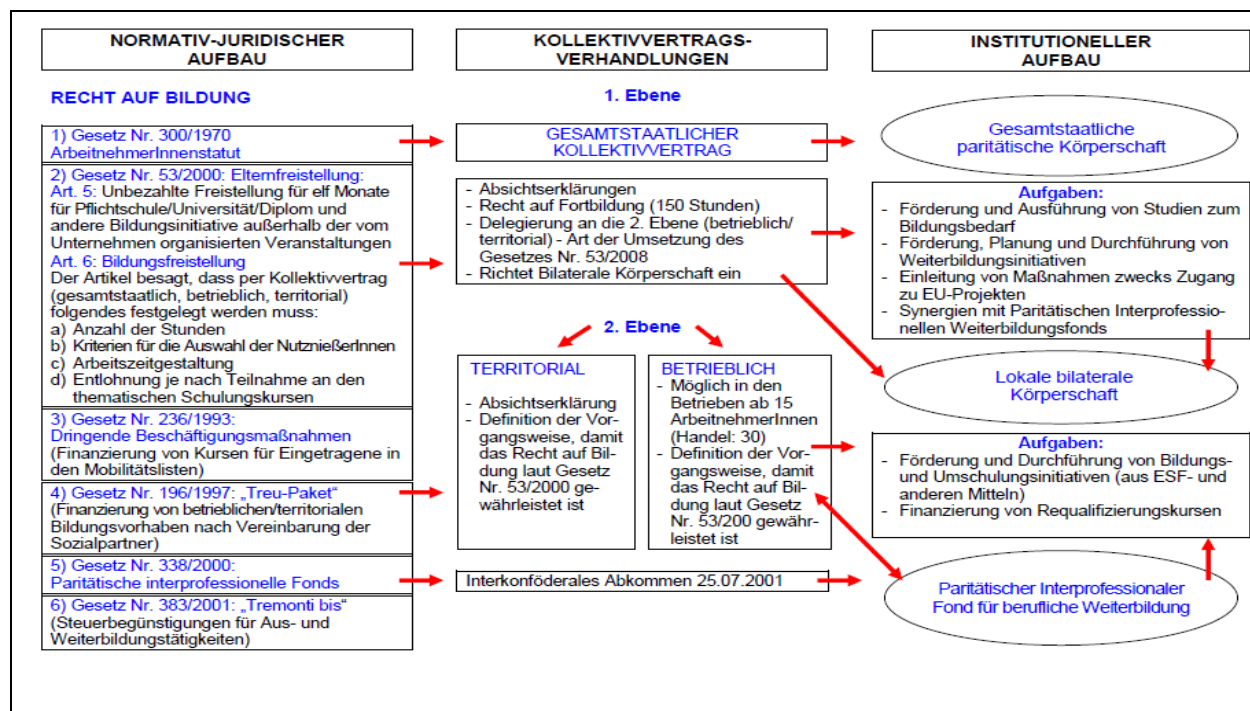 NORMATIV-JURIDISCHER
AUFBAU
RECHT AUF BILDUNG
1) Gesetz Nr. 300/1970
ArbeitnehmerInnenstatut
2) Gesetz Nr. 53/2000: Elternfreistellung:
Art. 5: Unbezahlte Freistellung für elf Monate
für Pflichtschule/Universität/Diplom und
andere Bildungsinitiative außerhalb der vom
Unternehmen organisierten Veranstaltungen
Art. 6: Bildungsfreistellung
Der Artikel besagt, dass per Kollektivvertrag
(gesamtstaatlich, betrieblich, territorial)
folgendes festgelegt werden muss:
a) Anzahl der Stunden
b) Kriterien für die Auswahl der NutznießerInnen
c) Arbeitszeitgestaltung
d) Entlohnung je nach Teilnahme an den
thematischen Schulungskursen
3) Gesetz Nr. 236/1993:
Dringende Beschäftigungsmaßnahmen
(Finanzierung von Kursen für Eingetragene in
den Mobilitätslisten)
4) Gesetz Nr. 196/1997: „Treu-Paket“
(Finanzierung von betrieblichen/territorialen
Bildungsvorhaben nach Vereinbarung der
Sozialpartner)
5) Gesetz Nr. 338/2000:
Paritätische interprofessionelle Fonds
6) Gesetz Nr. 383/2001: „Tremonti bis“
(Steuerbegünstigungen für Aus- und
Weiterbildungstätigkeiten)
KOLLEKTIVVERTRAGS-
VERHANDLUNGEN
1. Ebene
GESAMTSTAATLICHER
KOLLEKTIVVERTRAG
- Absichtserklärungen
- Recht auf Fortbildung (150 Stunden)
- Delegierung an die 2. Ebene (betrieblich/
territorial) - Art der Umsetzung des
Gesetzes Nr. 53/2008
- Richtet Bilaterale Körperschaft ein
2. Ebene
TERRITORIAL
- Absichtserklärung
- Definition der Vor-
gangsweise, damit
das Recht auf Bil-
dung laut Gesetz
Nr. 53/2000 ge-
währleistet ist
BETRIEBLICH
- Möglich in den
Betrieben ab 15
ArbeitnehmerInnen
(Handel: 30)
- Definition der Vor-
gangsweise, damit
das Recht auf Bil-
dung laut Gesetz
Nr. 53/200 gewähr-
leistet ist
Interkonföderales Abkommen 25.07.2001
INSTITUTIONELLER
AUFBAU
Gesamtstaatliche
paritätische Körperschaft
Aufgaben:
- Förderung und Ausführung von Studien zum
Bildungsbedarf
- Förderung, Planung und Durchführung von
Weiterbildungsinitiativen
- Einleitung von Maßnahmen zwecks Zugang
zu EU-Projekten
- Synergien mit Paritätischen Interprofessio-
nellen Weiterbildungsfonds
Lokale bilaterale
Körperschaft
Aufgaben:
- Förderung und Durchführung von Bildungs-
und Umschulungsinitiativen (aus ESF- und
anderen Mitteln)
- Finanzierung von Requalifizierungskursen
Paritätischer Interprofessionaler
Fond für berufliche Weiterbildung